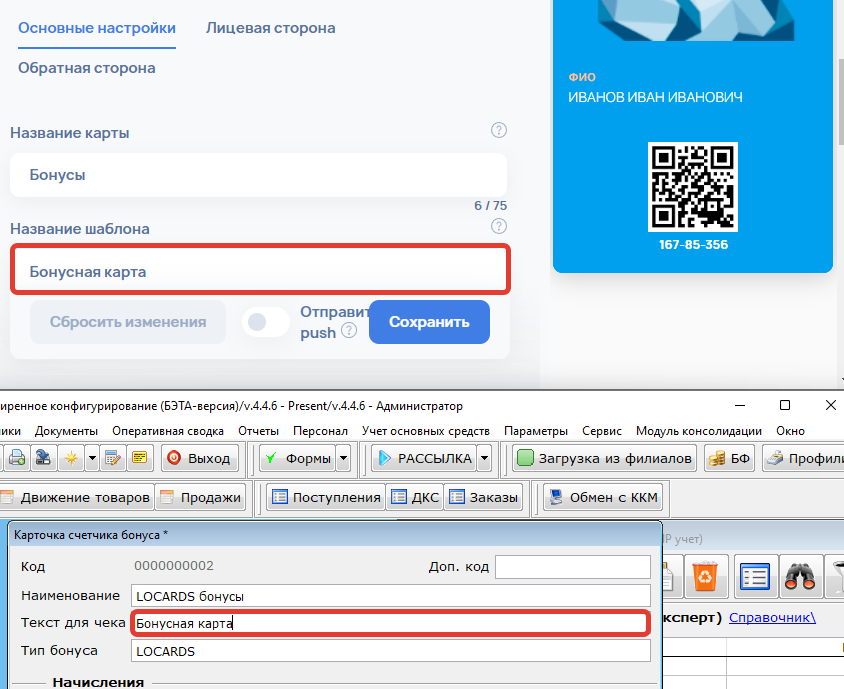 Основные настройки Лицевая сторона
Обратная сторона
Название карты ?
Бонусы
6 / 75
Название шаблона ?
Бонусная карта
Сбросить изменения Отправит push ? Сохранить
ФИО
ИВАНОВ ИВАН ИВАНОВИЧ
167-85-356
иренное конфигурирование (БЭТА-версия)/v.4.4.6 - Present/v.4.4.6 - Администратор
ики Документы Оперативная сводка Отчеты Персонал Учет основных средств Параметры Сервис Модуль консолидации Окно
Выход Формы РАССЫЛКА Загрузка из филиалов БФ Профили
Движение товаров Продажи Поступления ДКС Заказы Обмен с ККМ
Карточка счетчика бонуса *
IP учет)
Код 0000000002 Доп. код
Наименование LOCARDS бонусы
Текст для чека Бонусная карта
ксперт) Справочник\
Тип бонуса LOCARDS
Начисления